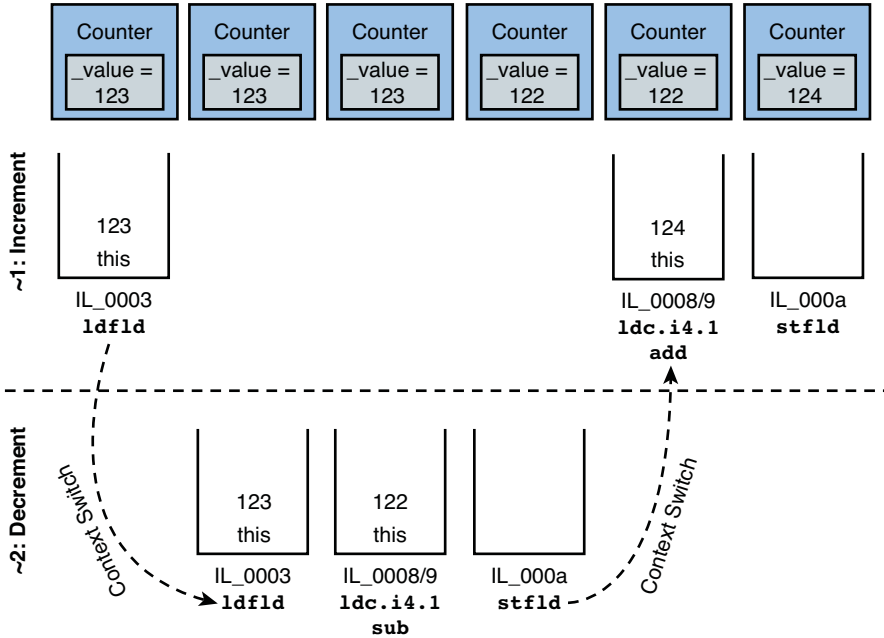 Counter
_value =
123
Counter
_value =
123
Counter
_value =
123
Counter
_value =
122
Counter
_value =
122
Counter
_value =
124
~1: Increment
123
this
IL_0003
ldfld
124
this
IL_0008/9
ldc.i4.1
add
IL_000a
stfld
~2: Decrement
Context Switch
123
this
IL_0003
ldfld
122
this
IL_0008/9
ldc.i4.1
sub
IL_000a
stfld
Context Switch